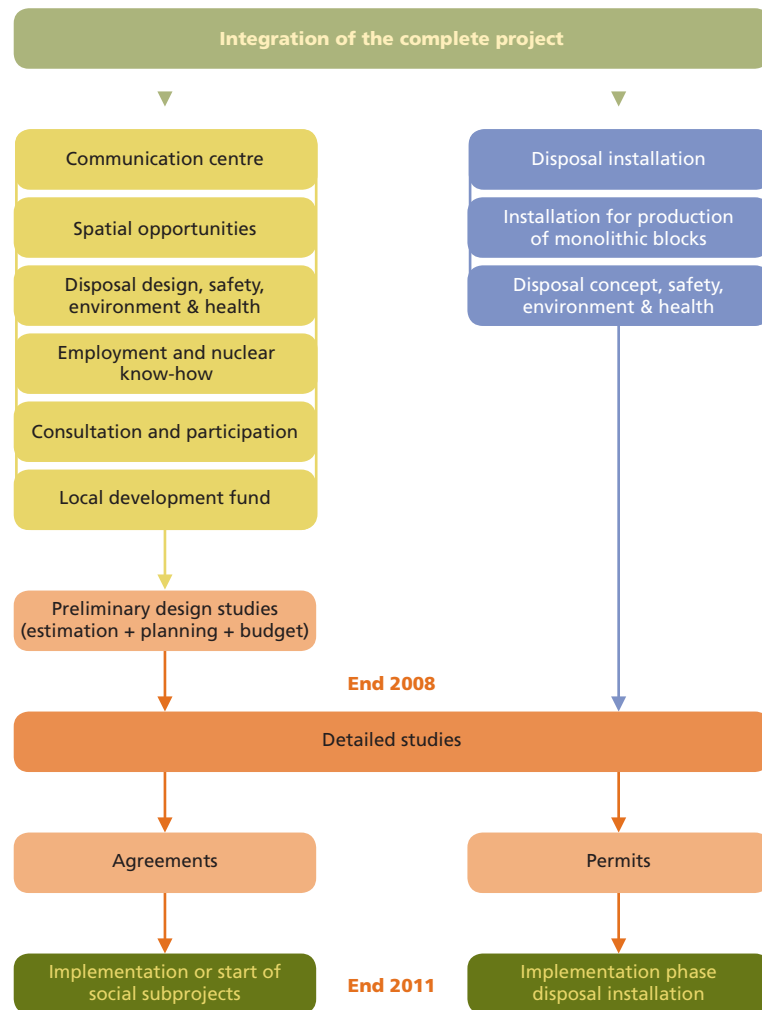 Integration of the complete project
Communication centre
Spatial opportunities
Disposal design, safety,
environment & health
Employment and nuclear
know-how
Consultation and participation
Local development fund
Disposal installation
Installation for production
of monolithic blocks
Disposal concept, safety,
environment & health
Preliminary design studies
(estimation + planning + budget)
End 2008
Detailed studies
Agreements
Permits
Implementation or start of
social subprojects
End 2011
Implementation phase
disposal installation